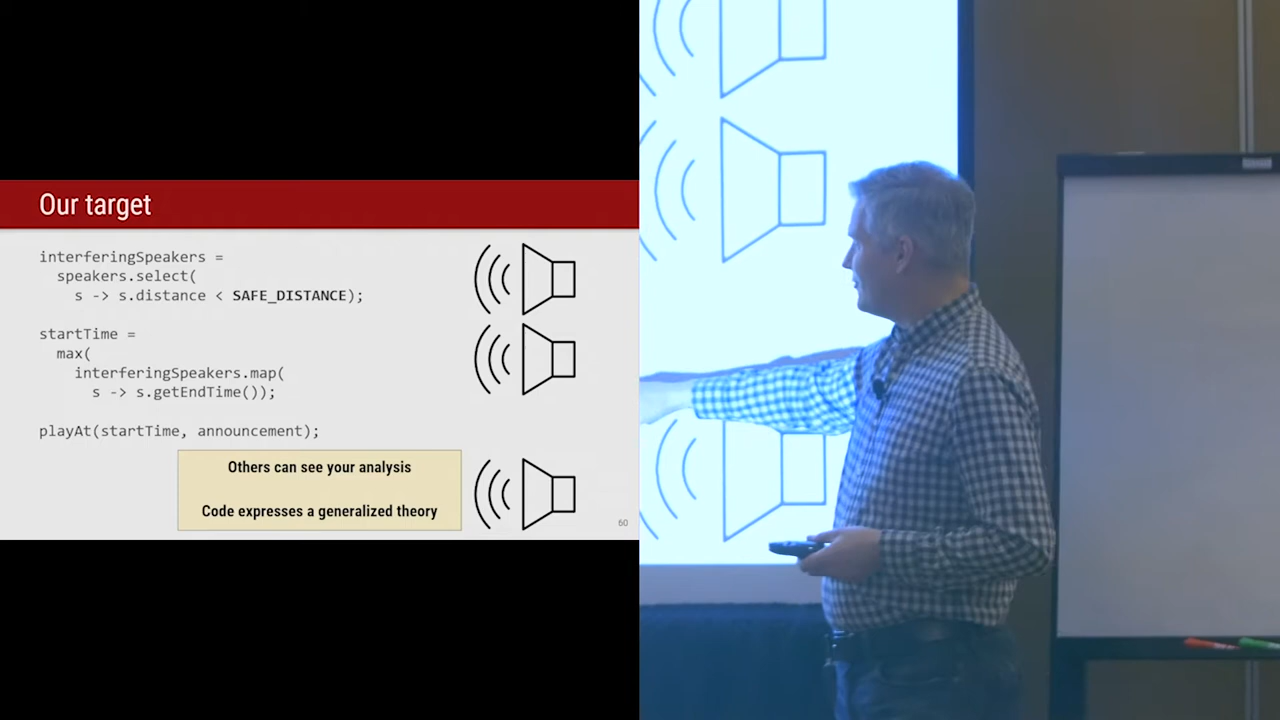 Our target
interferingSpeakers =
speakers.select(
s -> s.distance < SAFE_DISTANCE);
startTime =
max(
interferingSpeakers.map(
s -> s.getEndTime());
playAt(startTime, announcement);
Others can see your analysis
Code expresses a generalized theory
60